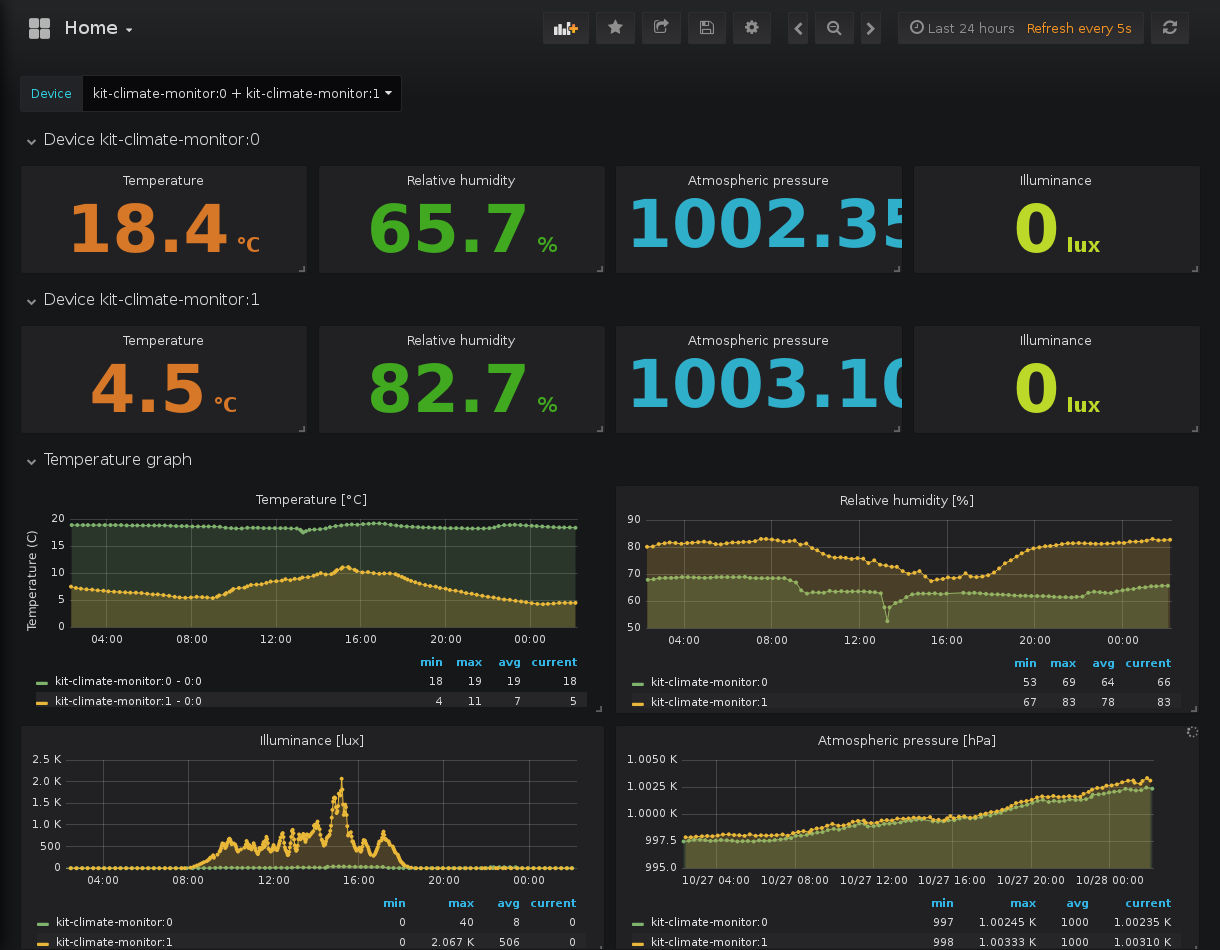 Home
Last 24 hours Refresh every 5s
Device kit-climate-monitor:0 + kit-climate-monitor:1
Device kit-climate-monitor:0
Temperature Relative humidity Atmospheric pressure Illuminance
18.4 °C 65.7 % 1002.35 0 lux
Device kit-climate-monitor:1
Temperature Relative humidity Atmospheric pressure Illuminance
4.5 °C 82.7 % 1003.10 0 lux
Temperature graph
Temperature [°C]
Temperature (C)
20
15
10
5
0
04:00 08:00 12:00 16:00 20:00 00:00
min max avg current
kit-climate-monitor:0 - 0:0 18 19 19 18
kit-climate-monitor:1 - 0:0 4 11 7 5
Relative humidity [%]
90
80
70
60
50
04:00 08:00 12:00 16:00 20:00 00:00
min max avg current
kit-climate-monitor:0 53 69 64 66
kit-climate-monitor:1 67 83 78 83
Illuminance [lux]
2.5 K
2.0 K
1.5 K
1.0 K
500
0
04:00 08:00 12:00 16:00 20:00 00:00
min max avg current
kit-climate-monitor:0 0 40 8 0
kit-climate-monitor:1 0 2.067 K 506 0
Atmospheric pressure [hPa]
1.0050 K
1.0025 K
1.0000 K
997.5
995.0
10/27 04:00 10/27 08:00 10/27 12:00 10/27 16:00 10/27 20:00 10/28 00:00
min max avg current
kit-climate-monitor:0 997 1.00245 K 1000 1.00235 K
kit-climate-monitor:1 998 1.00333 K 1000 1.00310 K